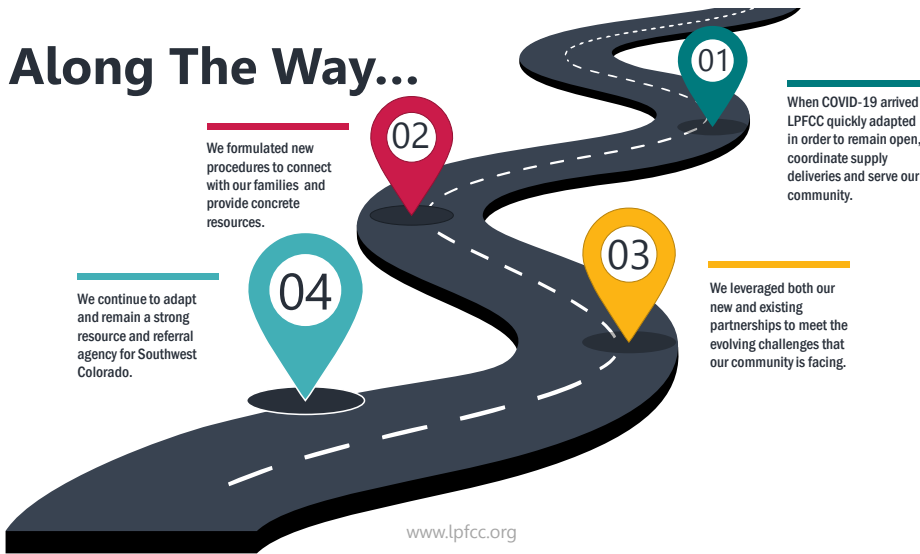 Along The Way...
01
When COVID-19 arrived
LPFCC quickly adapted
in order to remain open,
coordinate supply
deliveries and serve our
community.
02
We formulated new
procedures to connect
with our families and
provide concrete
resources.
03
We leveraged both our
new and existing
partnerships to meet the
evolving challenges that
our community is facing.
04
We continue to adapt
and remain a strong
resource and referral
agency for Southwest
Colorado.
www.lpfcc.org